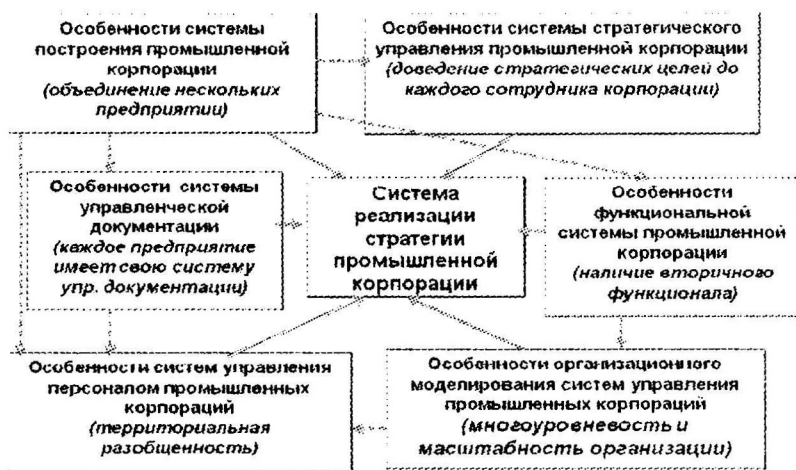 Особенности системы
построения промышленной
корпорации
(объединение нескольких
предприятии)
Особенности системы стратегического
управления промышленной корпорации
(доведение стратегических целей до
каждого сотрудника корпорации)
Особенности системы
управленческой
документации
(каждое предприятие
имеет свою систему
упр. документации)
Система
реализации
стратегии
промышленной
корпорации
Особенности
функциональной
системы промышленной
корпорации
(наличие вторичного
функционала)
Особенности систем управления
персоналом промышленных
корпораций
(территориальная
разобщенность)
Особенности организационного
моделирования систем управления
промышленных корпораций
(многоуровневость и
масштабность организации)